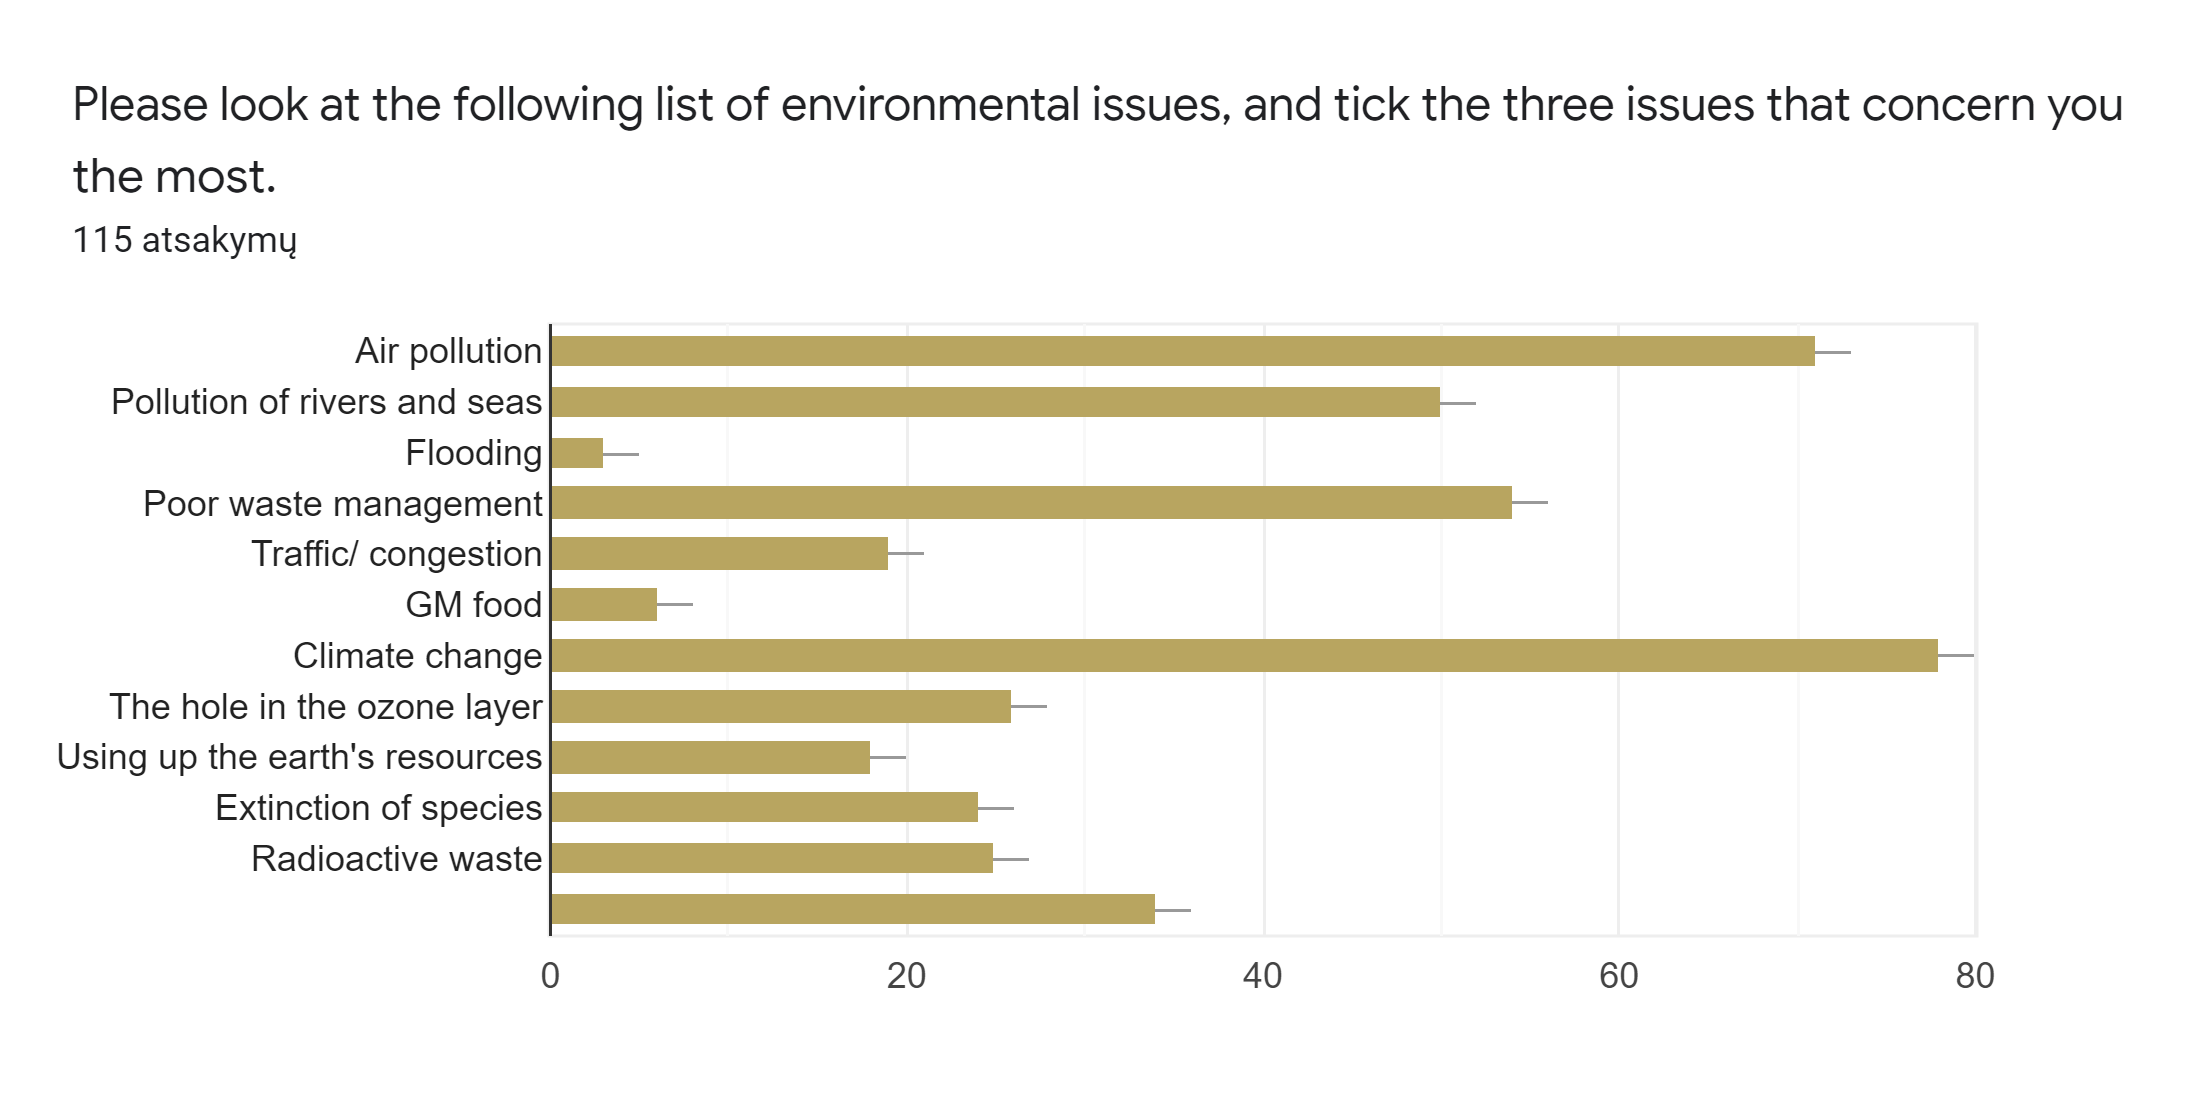 Please look at the following list of environmental issues, and tick the three issues that concern you
the most.
115 atsakymų
Air pollution
Pollution of rivers and seas
Flooding
Poor waste management
Traffic/ congestion
GM food
Climate change
The hole in the ozone layer
Using up the earth's resources
Extinction of species
Radioactive waste
0 20 40 60 80